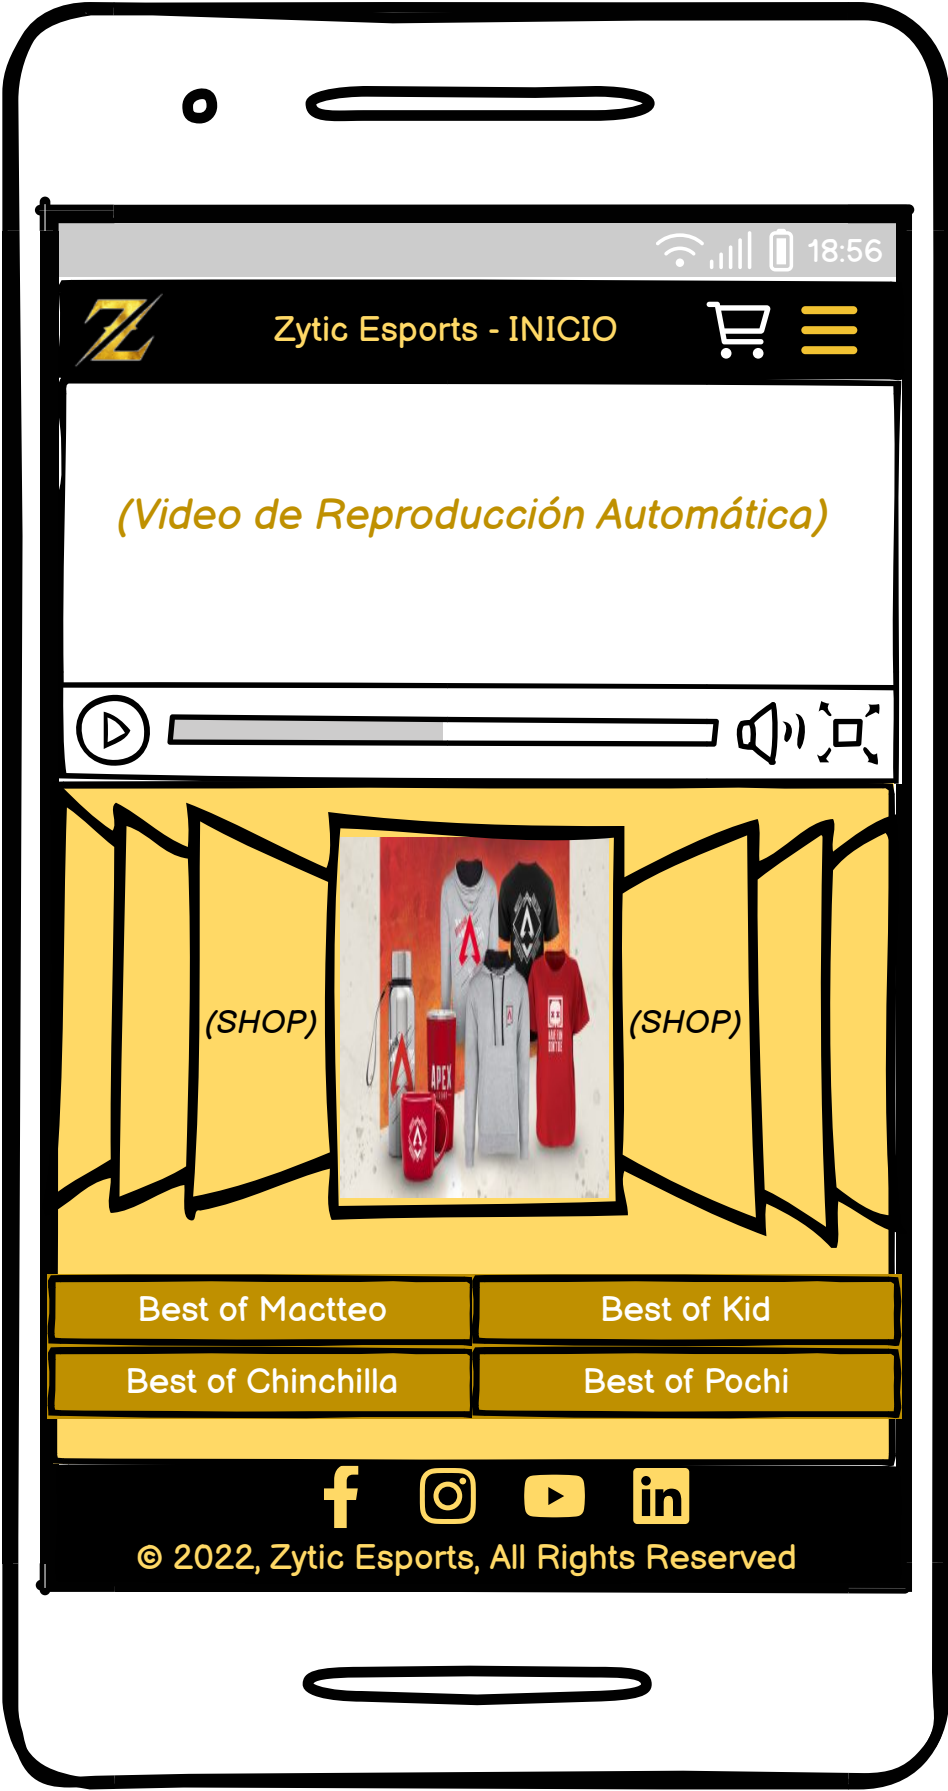 18:56
Zytic Esports - INICIO
(Video de Reproducción Automática)
(SHOP)
(SHOP)
APEX
Best of Mactteo
Best of Kid
Best of Chinchilla
Best of Pochi
© 2022, Zytic Esports, All Rights Reserved